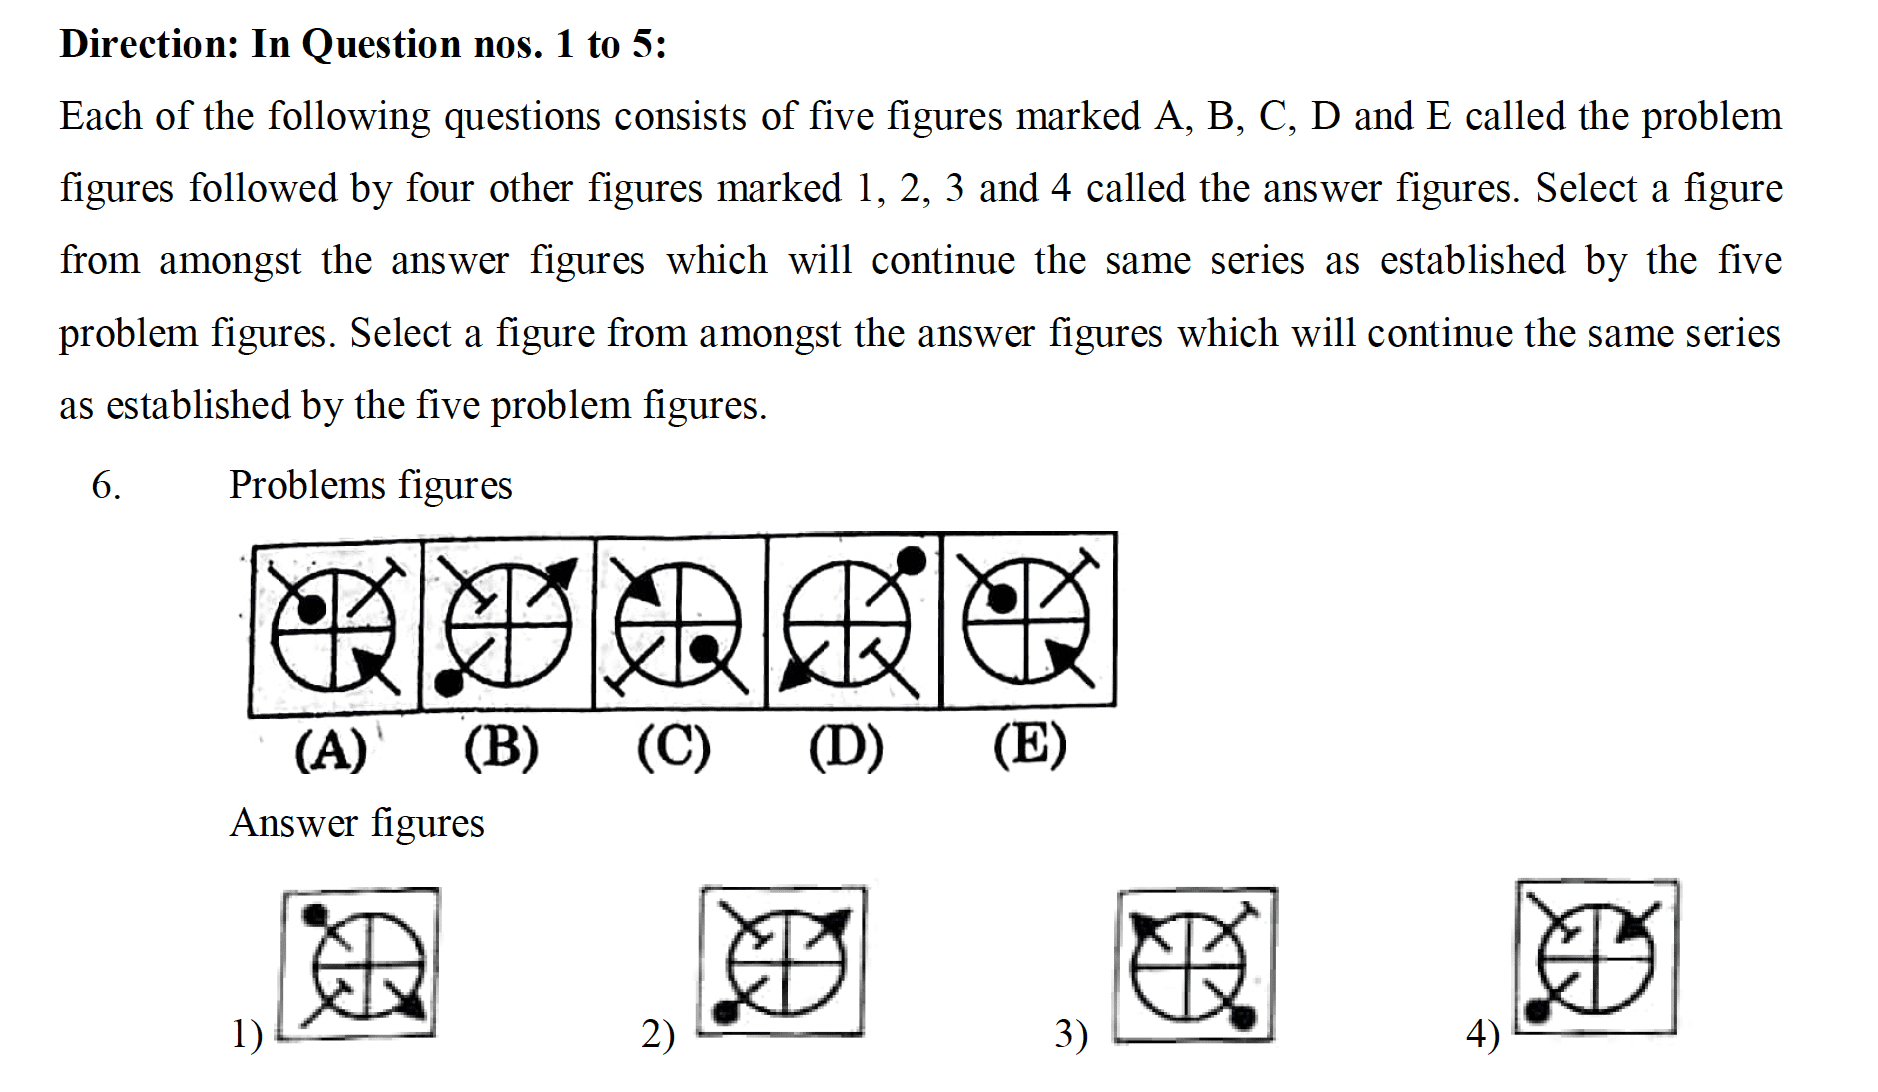 Direction: In Question nos. 1 to 5:
Each of the following questions consists of five figures marked A, B, C, D and E called the problem
figures followed by four other figures marked 1, 2, 3 and 4 called the answer figures. Select a figure
from amongst the answer figures which will continue the same series as established by the five
problem figures. Select a figure from amongst the answer figures which will continue the same series
as established by the five problem figures.
6. Problems figures
(A) (B) (C) (D) (E)
Answer figures
1) 2) 3) 4)